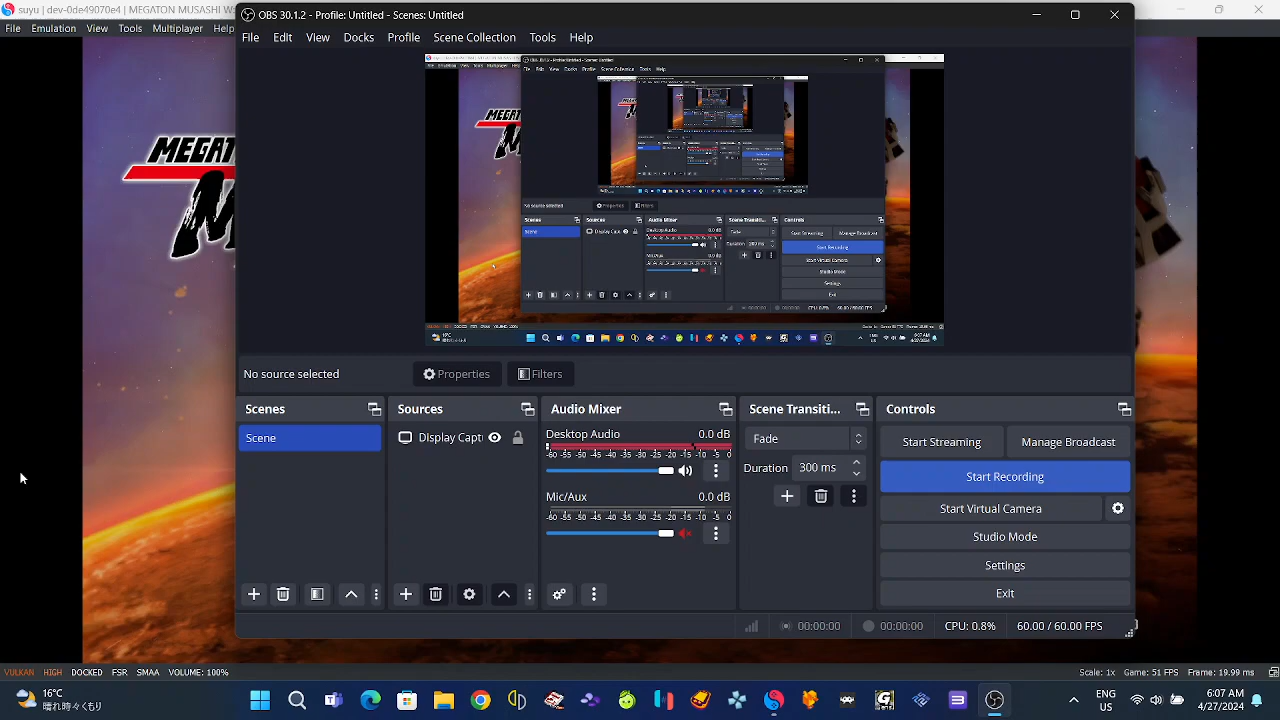 suyu | dev-0de49070e4 | MEGATON MUSASHI W
File Emulation View Tools Multiplayer Help
OBS 30.1.2 - Profile: Untitled - Scenes: Untitled
File Edit View Docks Profile Scene Collection Tools Help
MEGAT
M
No source selected
Properties
Filters
Scenes
Sources
Audio Mixer
Scene Transiti...
Controls
Scene
Display Captu
Desktop Audio 0.0 dB
-60 -55 -50 -45 -40 -35 -30 -25 -20 -15 -10 -5 0
Mic/Aux 0.0 dB
-60 -55 -50 -45 -40 -35 -30 -25 -20 -15 -10 -5 0
Fade
Duration 300 ms
Start Streaming
Manage Broadcast
Start Recording
Start Virtual Camera
Studio Mode
Settings
Exit
00:00:00
00:00:00
CPU: 0.8%
60.00 / 60.00 FPS
VULKAN HIGH DOCKED FSR SMAA VOLUME: 100%
Scale: 1x Game: 51 FPS Frame: 19.99 ms
16°C
晴れ時々くもり
US
6:07 AM
4/27/2024